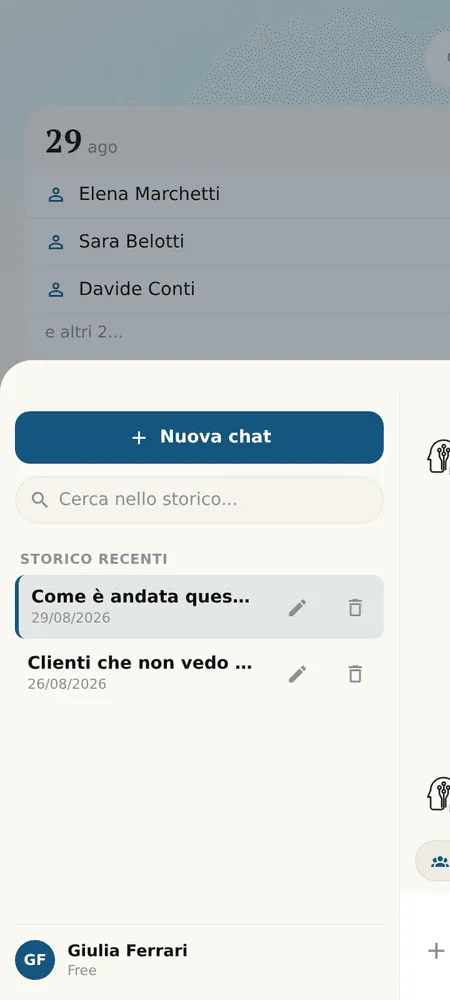 29 ago
Elena Marchetti
Sara Belotti
Davide Conti
e altri 2...
Nuova chat
Cerca nello storico...
STORICO RECENTI
Come è andata ques...
29/08/2026
Clienti che non vedo ...
26/08/2026
GF
Giulia Ferrari
Free